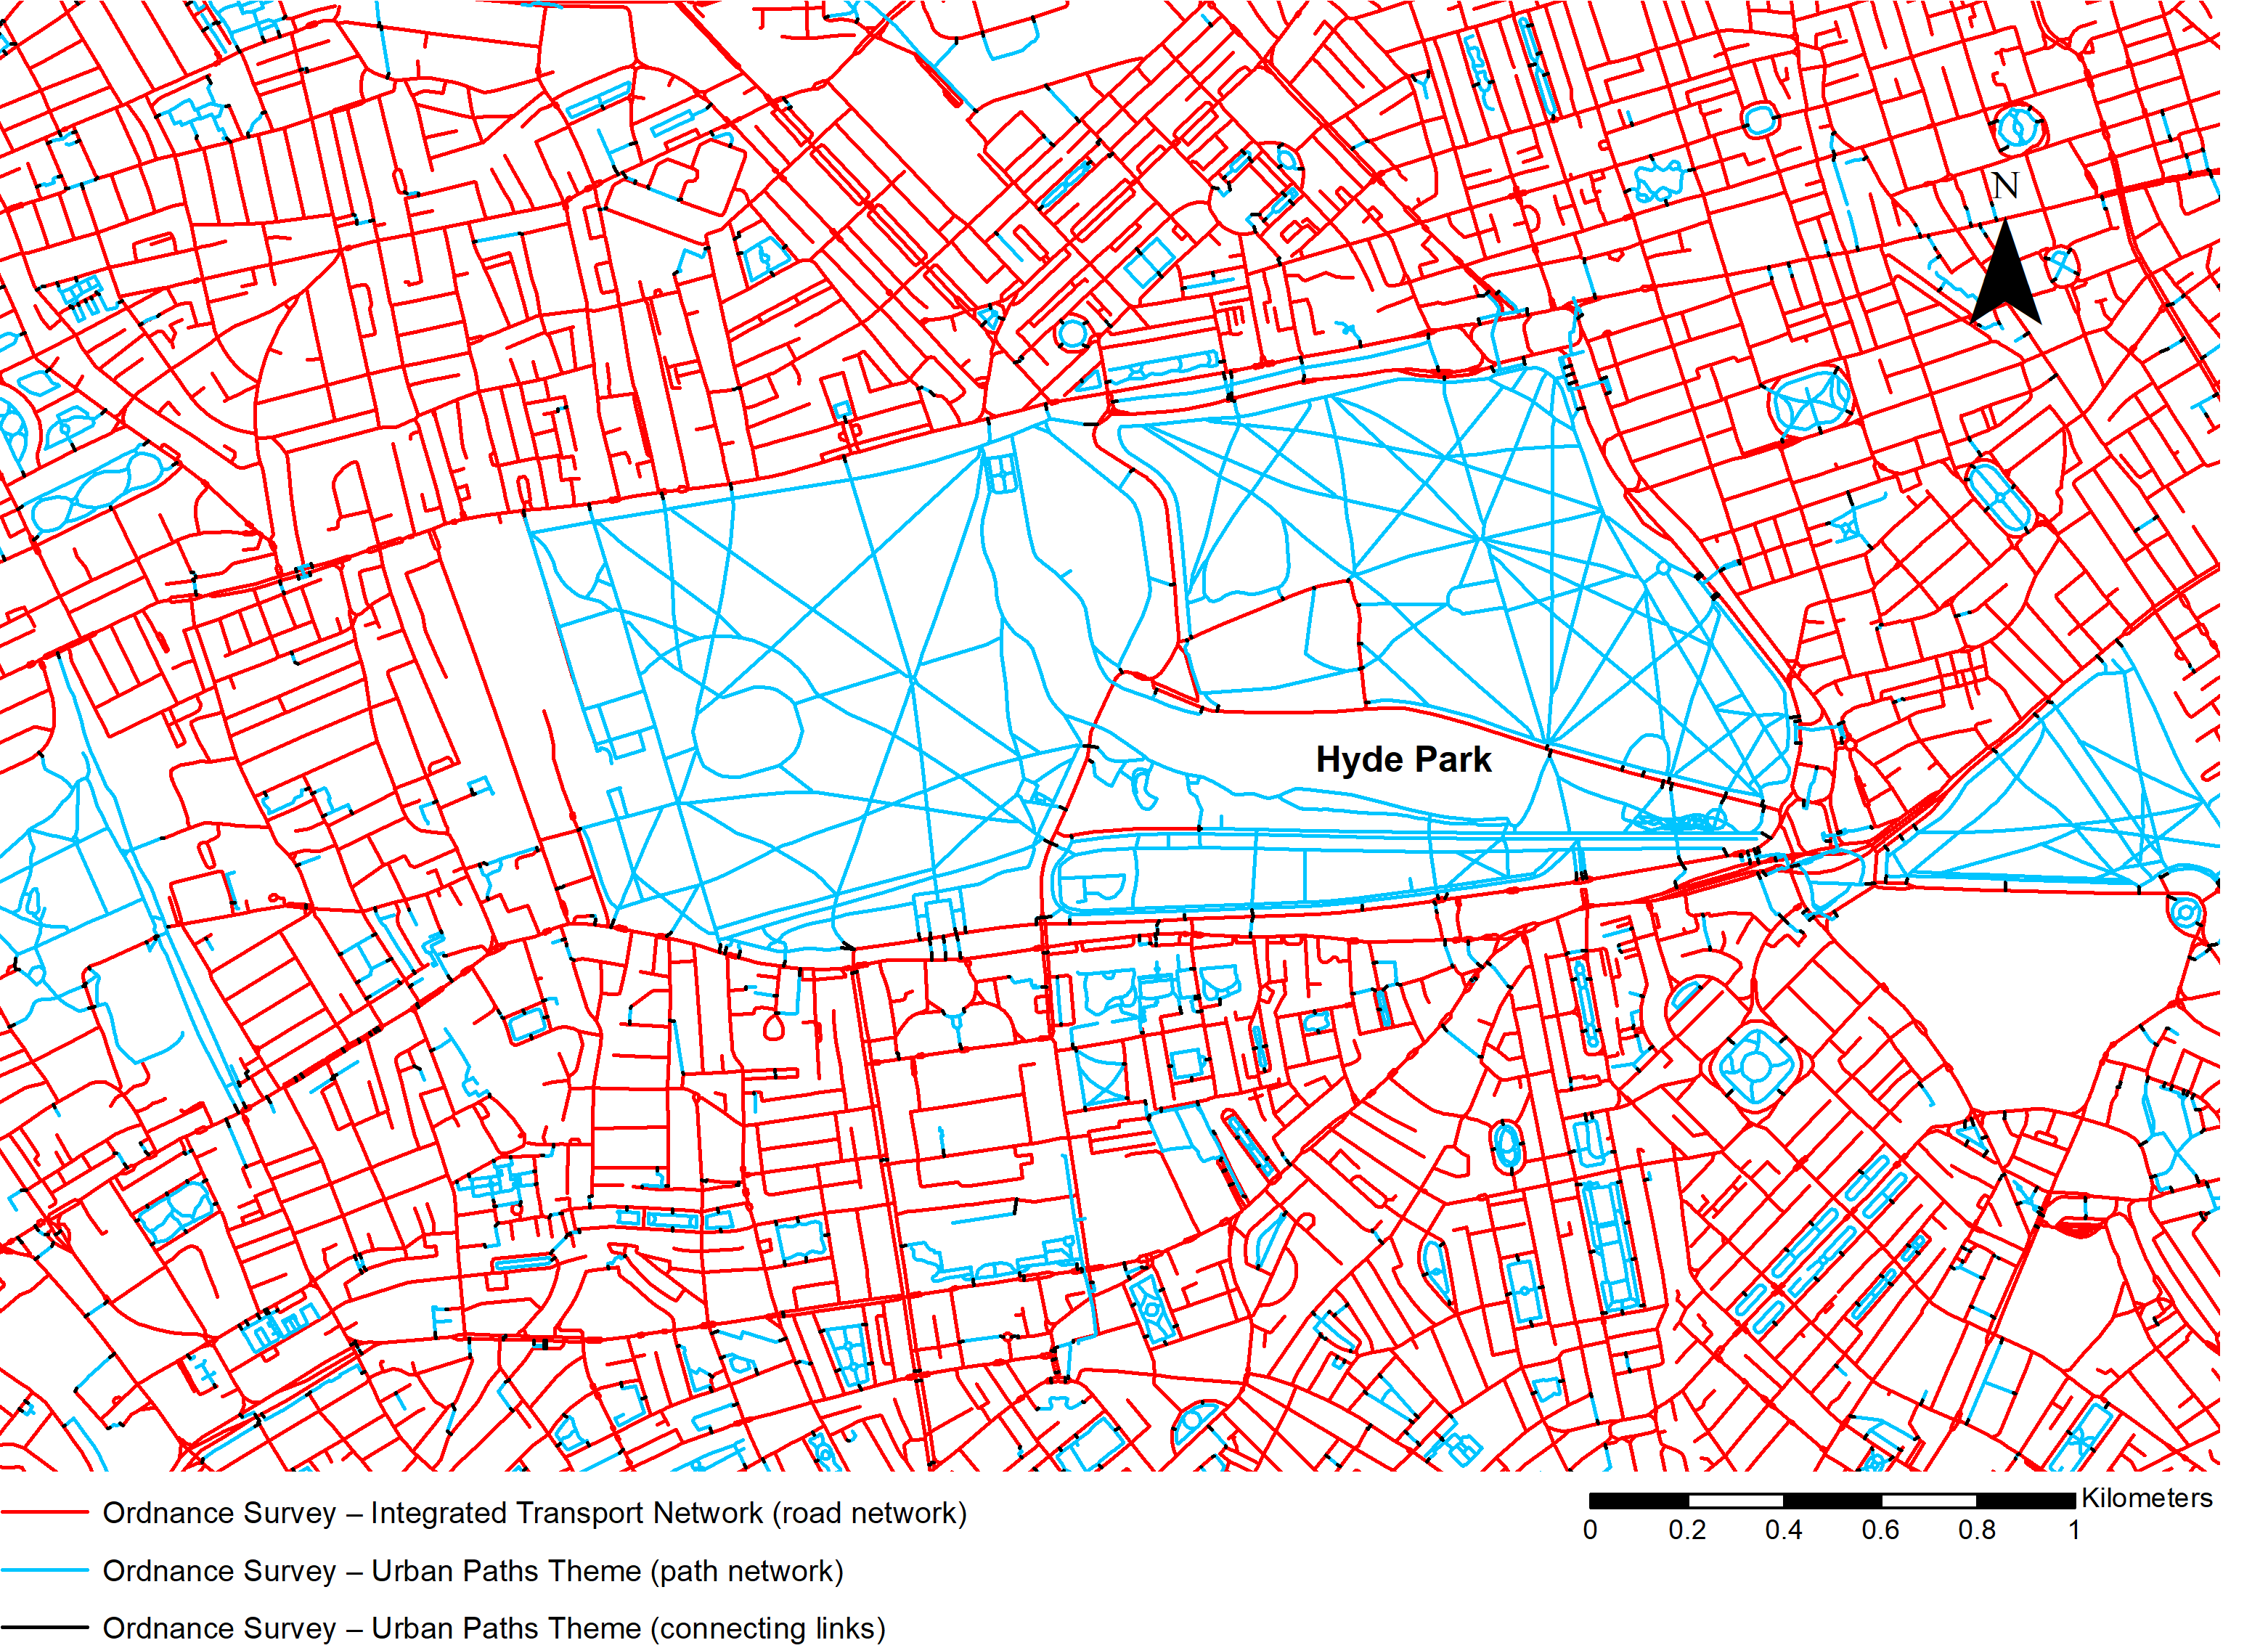 N
Hyde Park
Ordnance Survey – Integrated Transport Network (road network)
Kilometers
0 0.2 0.4 0.6 0.8 1
Ordnance Survey – Urban Paths Theme (path network)
Ordnance Survey – Urban Paths Theme (connecting links)